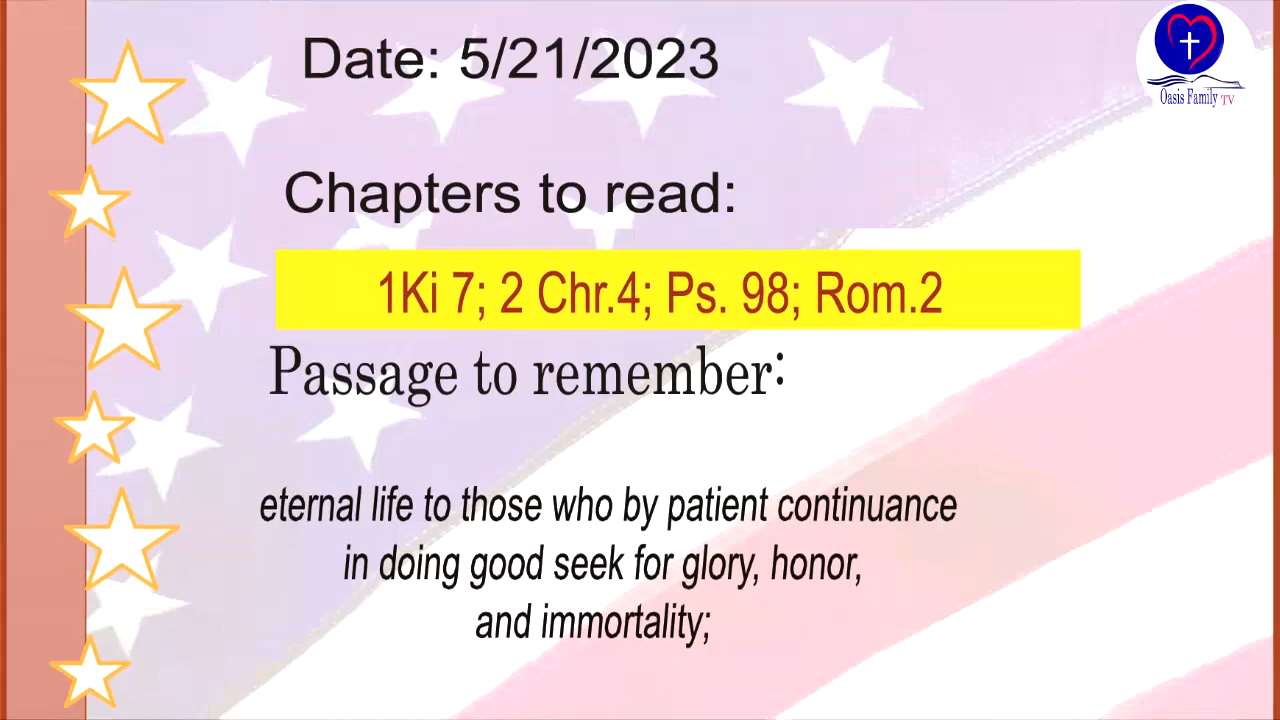 Date: 5/21/2023
Oasis Family TV
Chapters to read:
1Ki 7; 2 Chr.4; Ps. 98; Rom.2
Passage to remember:
eternal life to those who by patient continuance
in doing good seek for glory, honor,
and immortality;